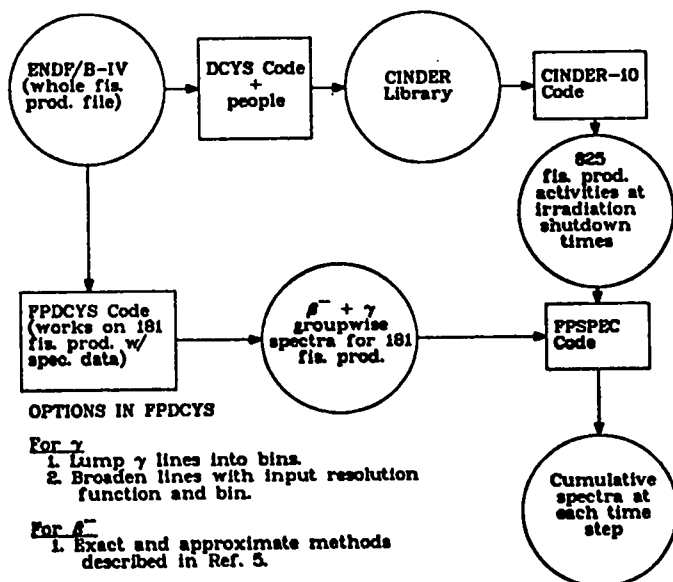 ENDF/B-IV
(whole fis.
prod. file)
DCYS Code
+
people
CINDER
Library
CINDER-10
Code
825
fis. prod.
activities at
irradiation
shutdown
times
FPDCYS Code
(works on 181
fis. prod. w/
spec. data)
β⁻ + γ
groupwise
spectra for 181
fis. prod.
FPSPEC
Code
Cumulative
spectra at
each time
step
OPTIONS IN FPDCYS
For γ
1. Lump γ lines into bins.
2. Broaden lines with input resolution
function and bin.
For β⁻
1. Exact and approximate methods
described in Ref. 5.